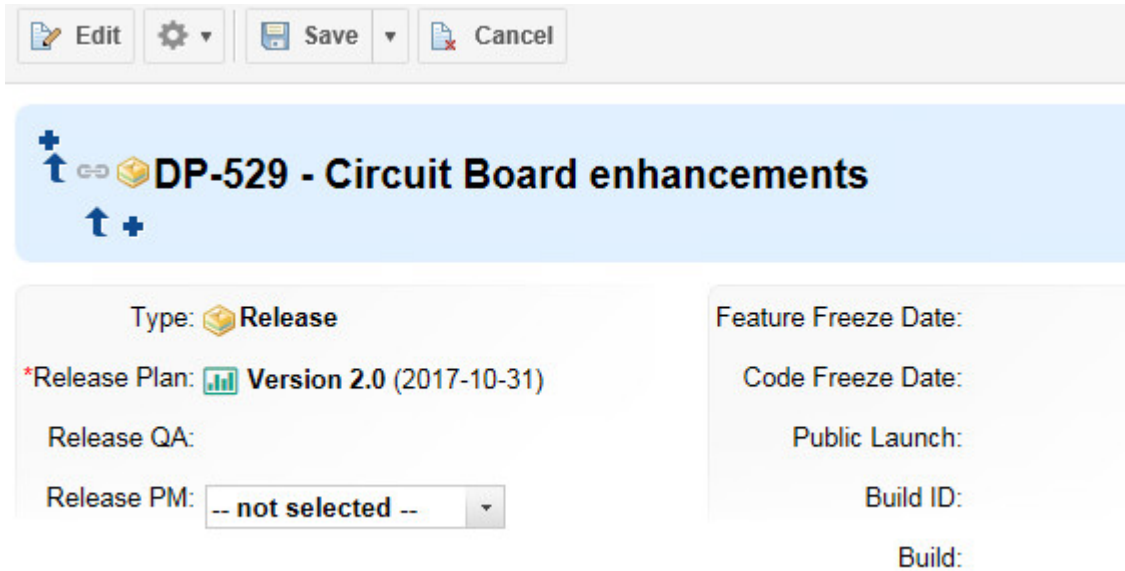 Edit Save Cancel
DP-529 - Circuit Board enhancements
Type: Release
*Release Plan: Version 2.0 (2017-10-31)
Release QA:
Release PM: -- not selected --
Feature Freeze Date:
Code Freeze Date:
Public Launch:
Build ID:
Build: